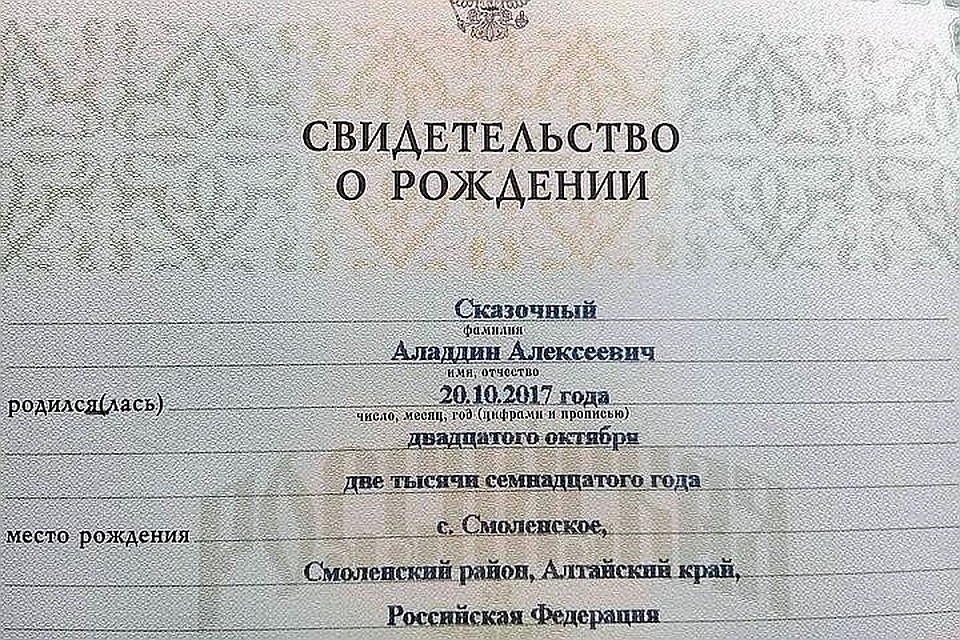 СВИДЕТЕЛЬСТВО
О РОЖДЕНИИ
Сказочный
фамилия
Аладдин Алексеевич
имя, отчество
родился(лась) 20.10.2017 года
число, месяц, год (цифрами и прописью)
двадцатого октября
две тысячи семнадцатого года
место рождения с. Смоленское,
Смоленский район, Алтайский край,
Российская Федерация